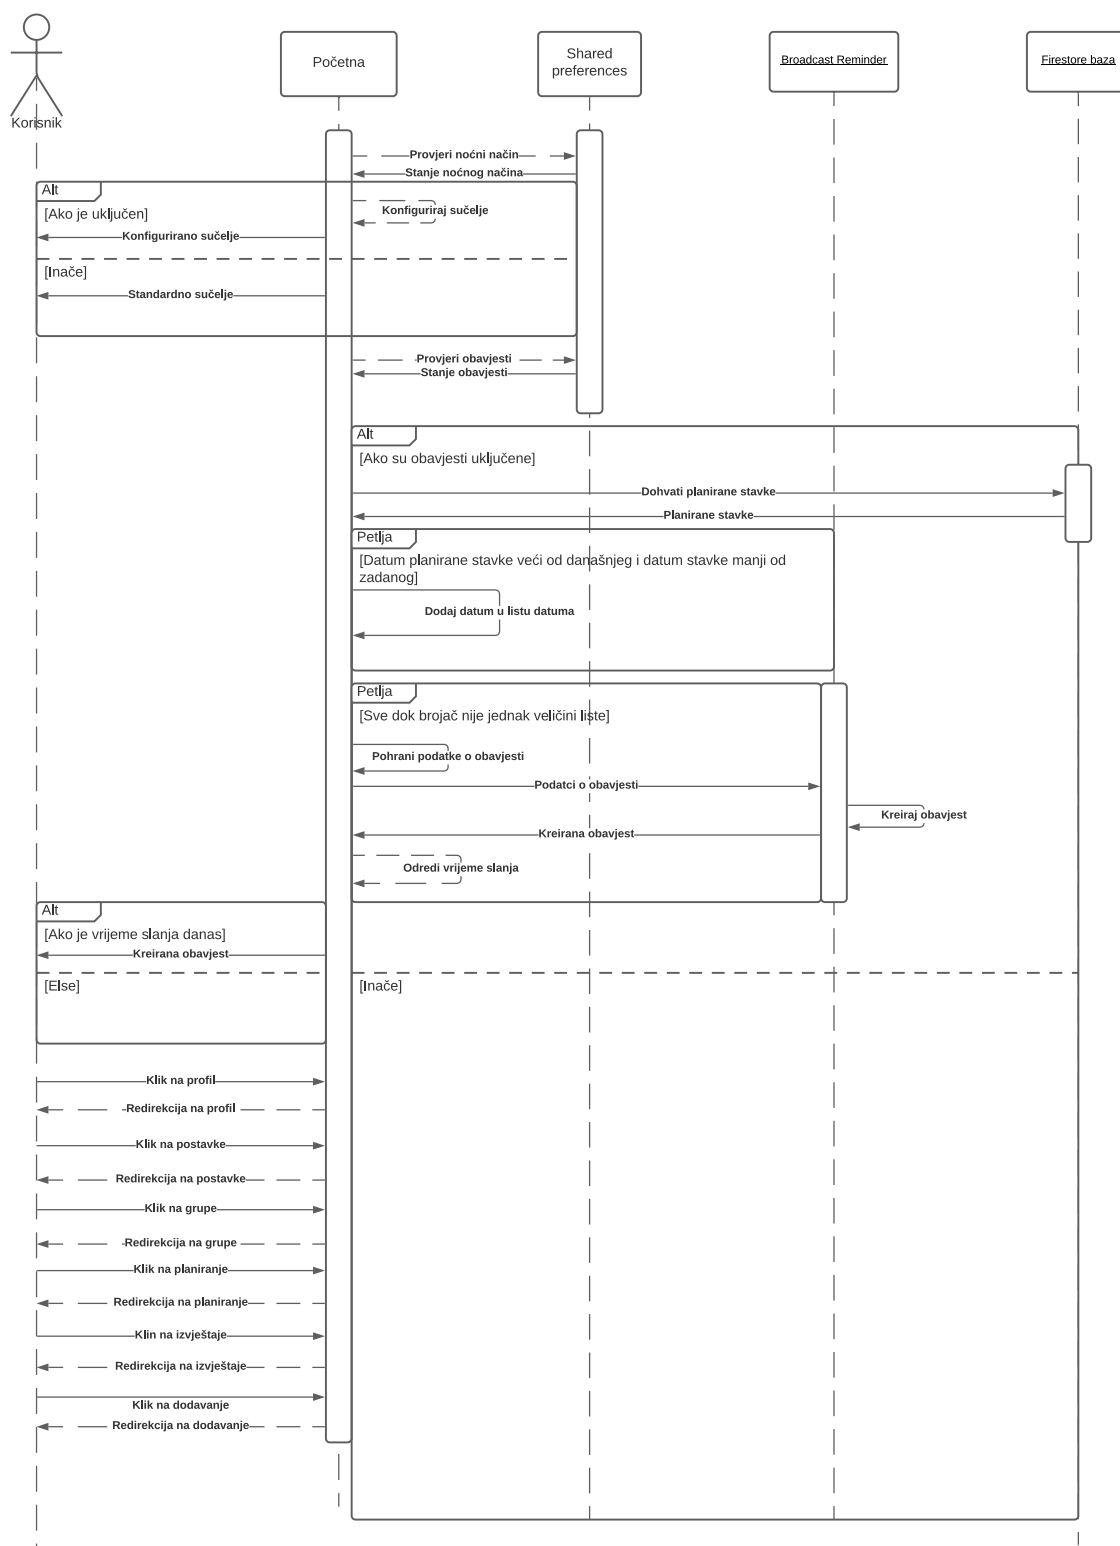 Korisnik
Početna
Shared
preferences
Broadcast Reminder
Firestore baza
Provjeri noćni način
Stanje noćnog načina
Alt
Konfiguriraj sučelje
[Ako je uključen]
Konfigurirano sučelje
[Inače]
Standardno sučelje
Provjeri obavjesti
Stanje obavjesti
Alt
[Ako su obavjesti uključene]
Dohvati planirane stavke
Planirane stavke
Petlja
[Datum planirane stavke veći od današnjeg i datum stavke manji od
zadanog]
Dodaj datum u listu datuma
Petlja
[Sve dok brojač nije jednak veličini liste]
Pohrani podatke o obavjesti
Podatci o obavjesti
Kreiraj obavjest
Kreirana obavjest
Odredi vrijeme slanja
Alt
[Ako je vrijeme slanja danas]
Kreirana obavjest
[Else]
[Inače]
Klik na profil
Redirekcija na profil
Klik na postavke
Redirekcija na postavke
Klik na grupe
Redirekcija na grupe
Klik na planiranje
Redirekcija na planiranje
Klin na izvještaje
Redirekcija na izvještaje
Klik na dodavanje
Redirekcija na dodavanje